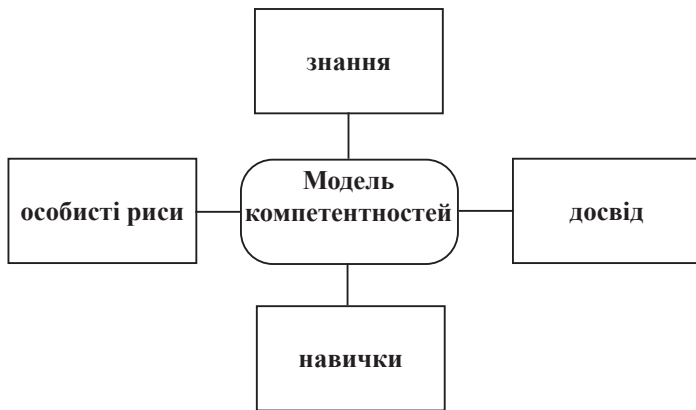 знання
особисті риси
Модель
компетентностей
досвід
навички